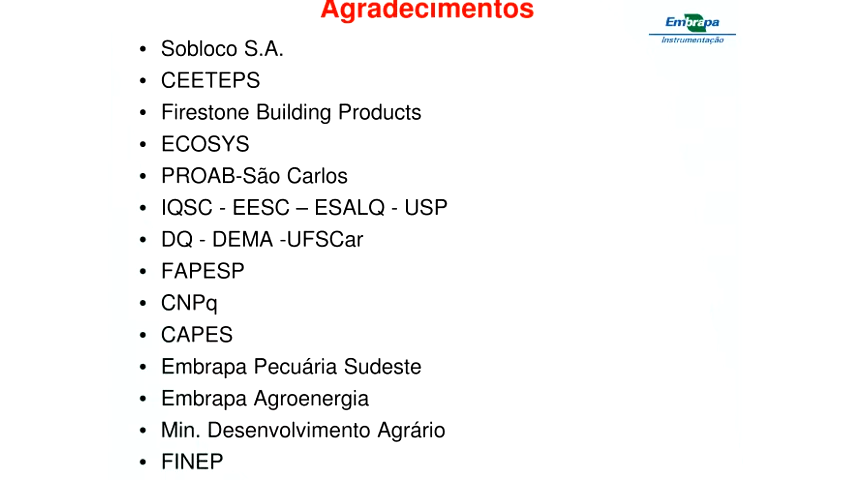 Agradecimentos
Embrapa
Instrumentação
• Sobloco S.A.
• CEETEPS
• Firestone Building Products
• ECOSYS
• PROAB-São Carlos
• IQSC - EESC – ESALQ - USP
• DQ - DEMA -UFSCar
• FAPESP
• CNPq
• CAPES
• Embrapa Pecuária Sudeste
• Embrapa Agroenergia
• Min. Desenvolvimento Agrário
• FINEP